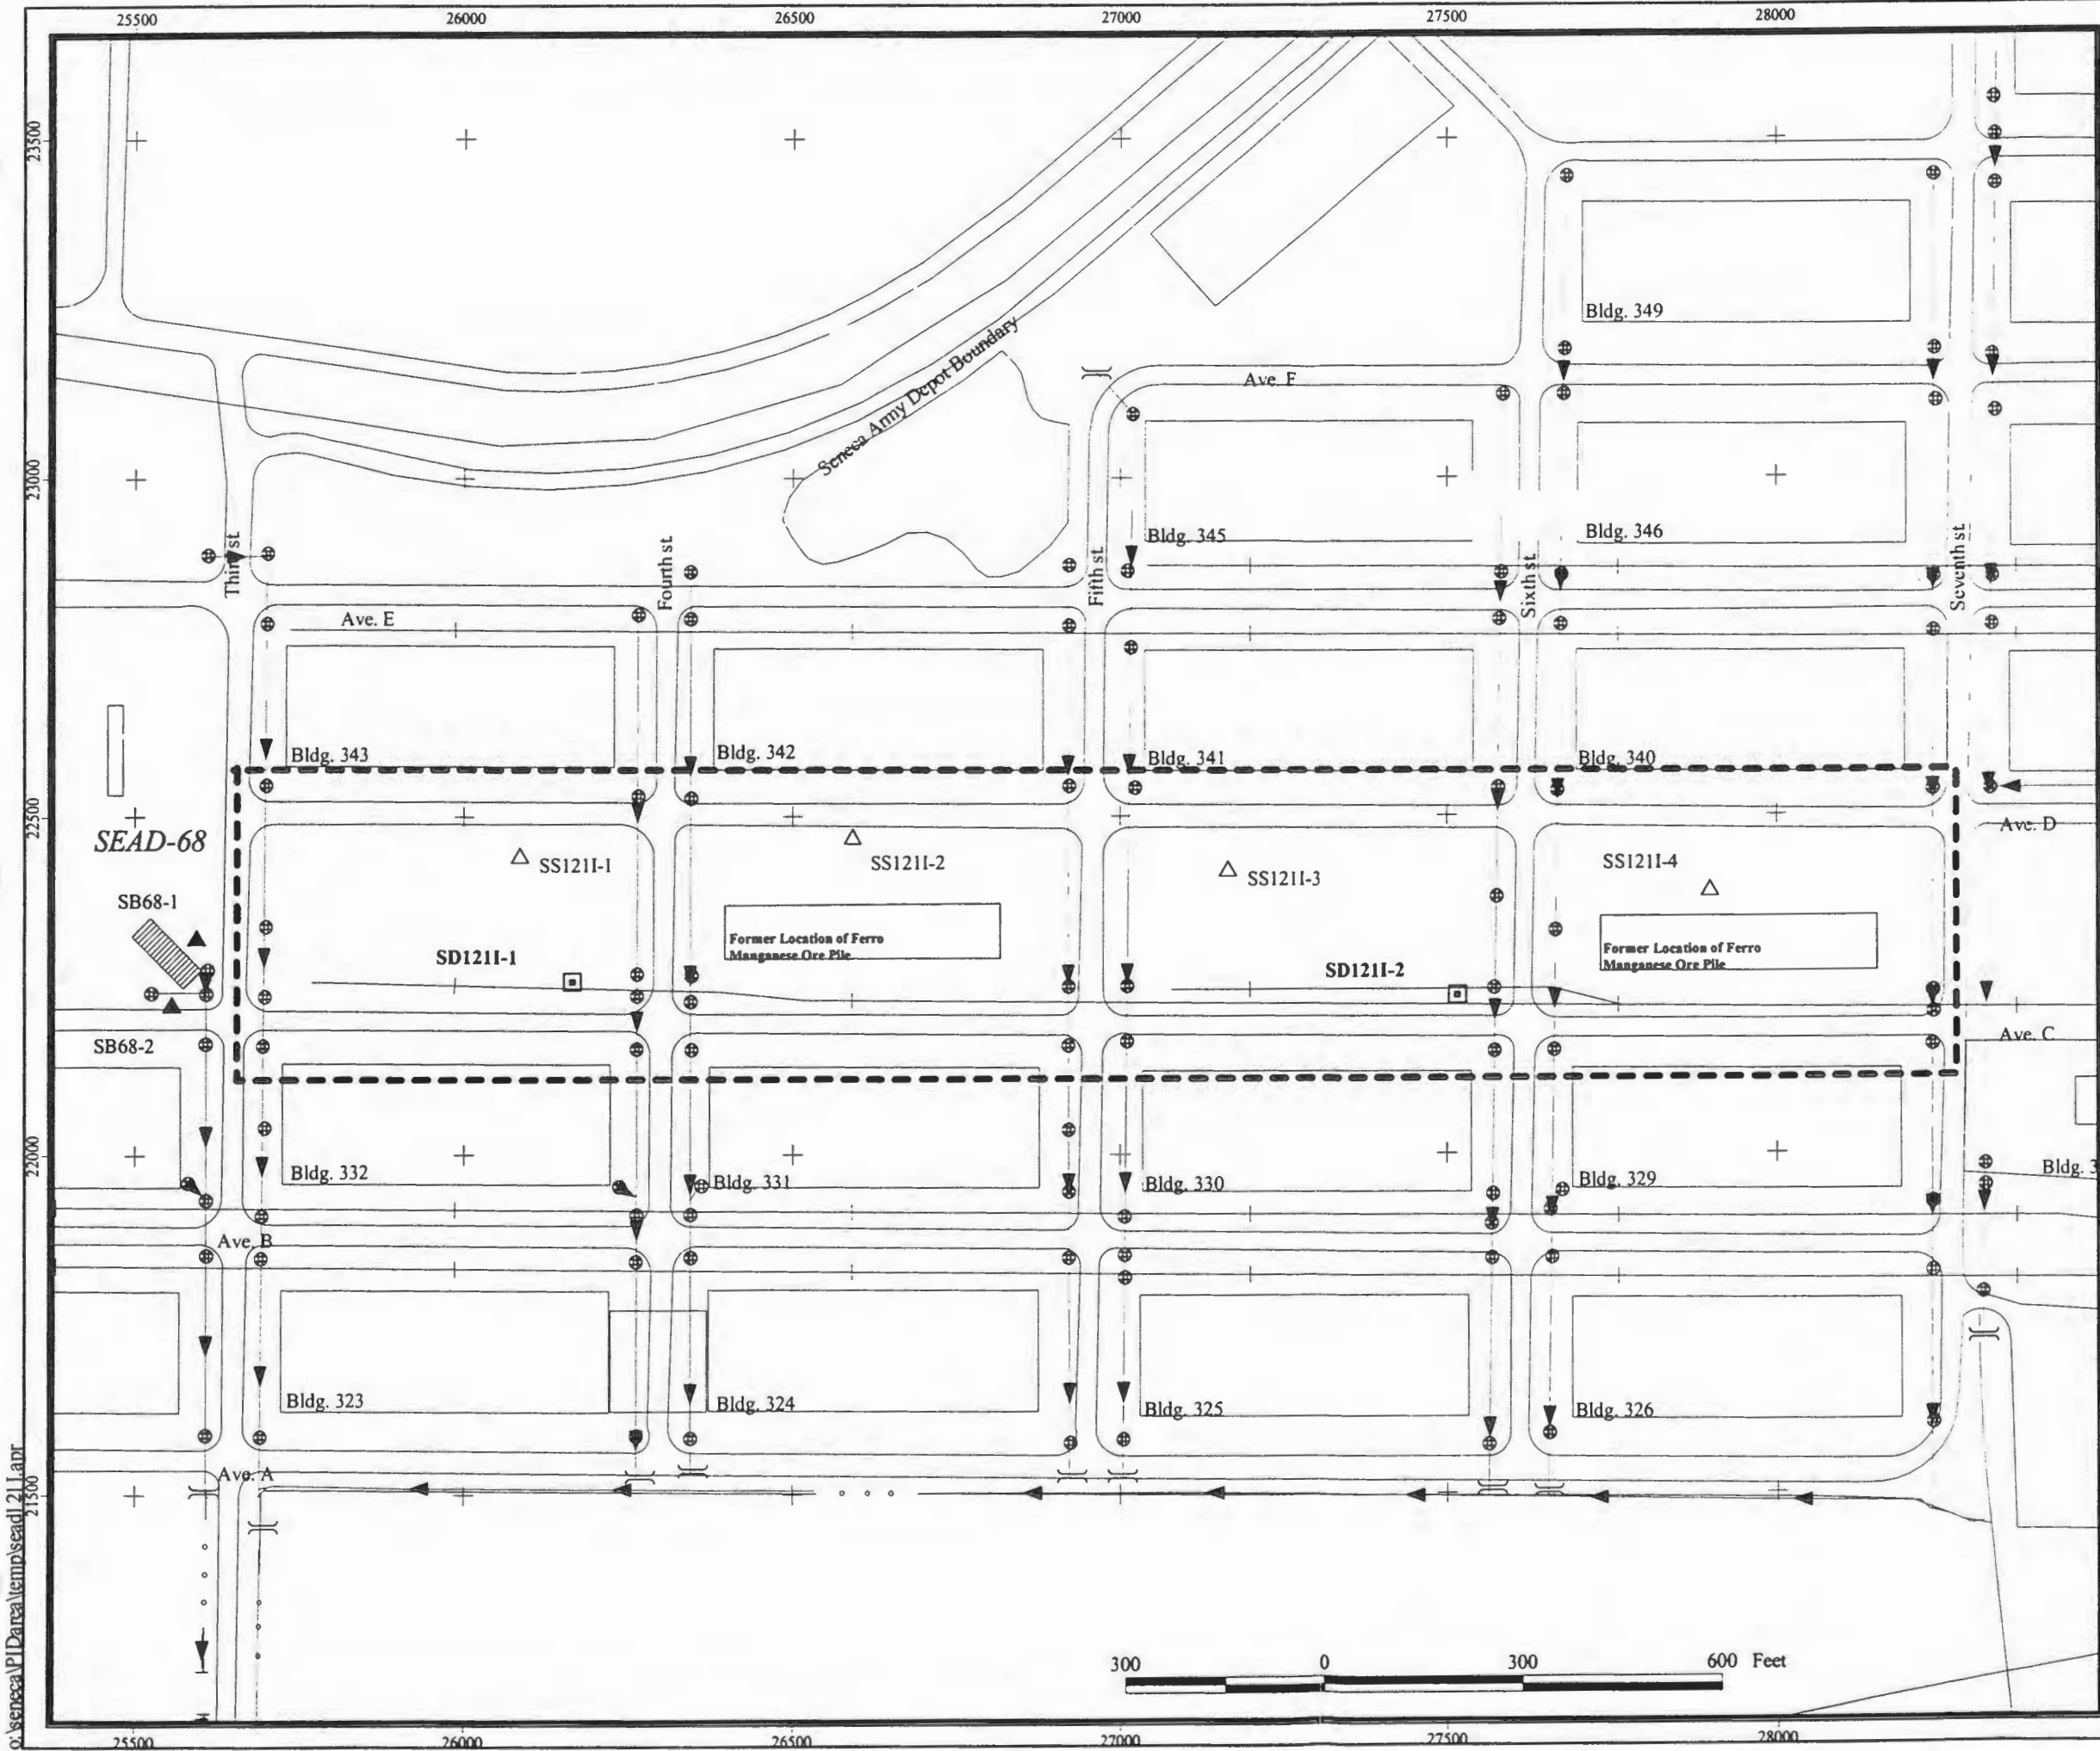 25500 26000 26500 27000 27500 28000
23500
23000
22500
22000
21500
Seneca Army Depot Boundary
Bldg. 349
Ave. F
Bldg. 345
Bldg. 346
Third st.
Fourth st.
Fifth st.
Sixth st.
Seventh st.
Ave. E
Bldg. 343
Bldg. 342
Bldg. 341
Bldg. 340
SEAD-68
Ave. D
SS121I-1
SS121I-2
SS121I-3
SS121I-4
SB68-1
Former Location of Ferro
Manganese Ore Pile
Former Location of Ferro
Manganese Ore Pile
SD121I-1
SD121I-2
SB68-2
Ave. C
Bldg. 332
Bldg. 331
Bldg. 330
Bldg. 329
Bldg. 3
Ave. B
Bldg. 323
Bldg. 324
Bldg. 325
Bldg. 326
Ave. A
300 0 300 600 Feet
25500 26000 26500 27000 27500 28000